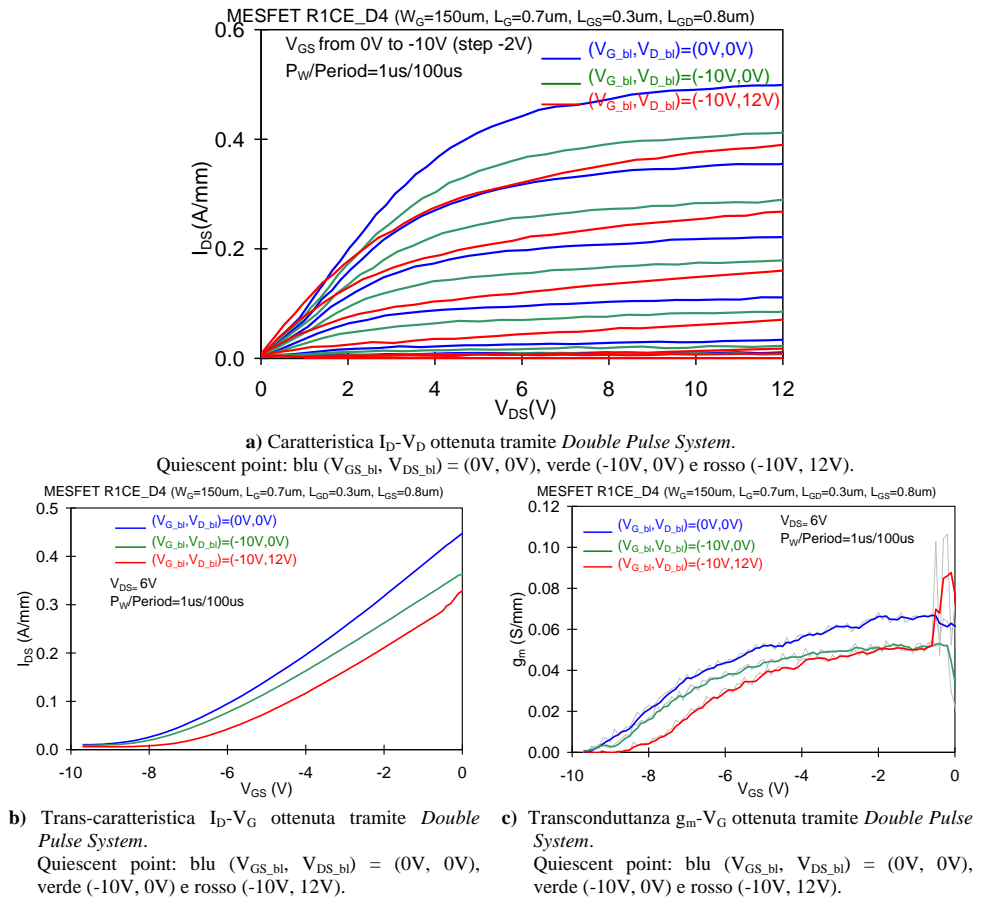 MESFET R1CE_D4 (W_G=150um, L_G=0.7um, L_GS=0.3um, L_GD=0.8um)
0.6
V_GS from 0V to -10V (step -2V)
P_W/Period=1us/100us
(V_G_bl,V_D_bl)=(0V,0V)
(V_G_bl,V_D_bl)=(-10V,0V)
(V_G_bl,V_D_bl)=(-10V,12V)
0.4
0.2
0.0
I_DS(A/mm)
0 2 4 6 8 10 12
V_DS(V)
a) Caratteristica I_D-V_D ottenuta tramite Double Pulse System.
Quiescent point: blu (V_GS_bl, V_DS_bl) = (0V, 0V), verde (-10V, 0V) e rosso (-10V, 12V).
MESFET R1CE_D4 (W_G=150um, L_G=0.7um, L_GD=0.3um, L_GS=0.8um)
0.5
0.4
0.3
0.2
0.1
0.0
I_DS (A/mm)
(V_G_bl,V_D_bl)=(0V,0V)
(V_G_bl,V_D_bl)=(-10V,0V)
(V_G_bl,V_D_bl)=(-10V,12V)
V_DS= 6V
P_W/Period=1us/100us
-10 -8 -6 -4 -2 0
V_GS (V)
b) Trans-caratteristica I_D-V_G ottenuta tramite Double
Pulse System.
Quiescent point: blu (V_GS_bl, V_DS_bl) = (0V, 0V),
verde (-10V, 0V) e rosso (-10V, 12V).
MESFET R1CE_D4 (W_G=150um, L_G=0.7um, L_GD=0.3um, L_GS=0.8um)
0.12
0.10
0.08
0.06
0.04
0.02
0.00
g_m (S/mm)
(V_G_bl,V_D_bl)=(0V,0V)
(V_G_bl,V_D_bl)=(-10V,0V)
(V_G_bl,V_D_bl)=(-10V,12V)
V_DS= 6V
P_W/Period=1us/100us
-10 -8 -6 -4 -2 0
V_GS (V)
c) Transconduttanza g_m-V_G ottenuta tramite Double Pulse
System.
Quiescent point: blu (V_GS_bl, V_DS_bl) = (0V, 0V),
verde (-10V, 0V) e rosso (-10V, 12V).